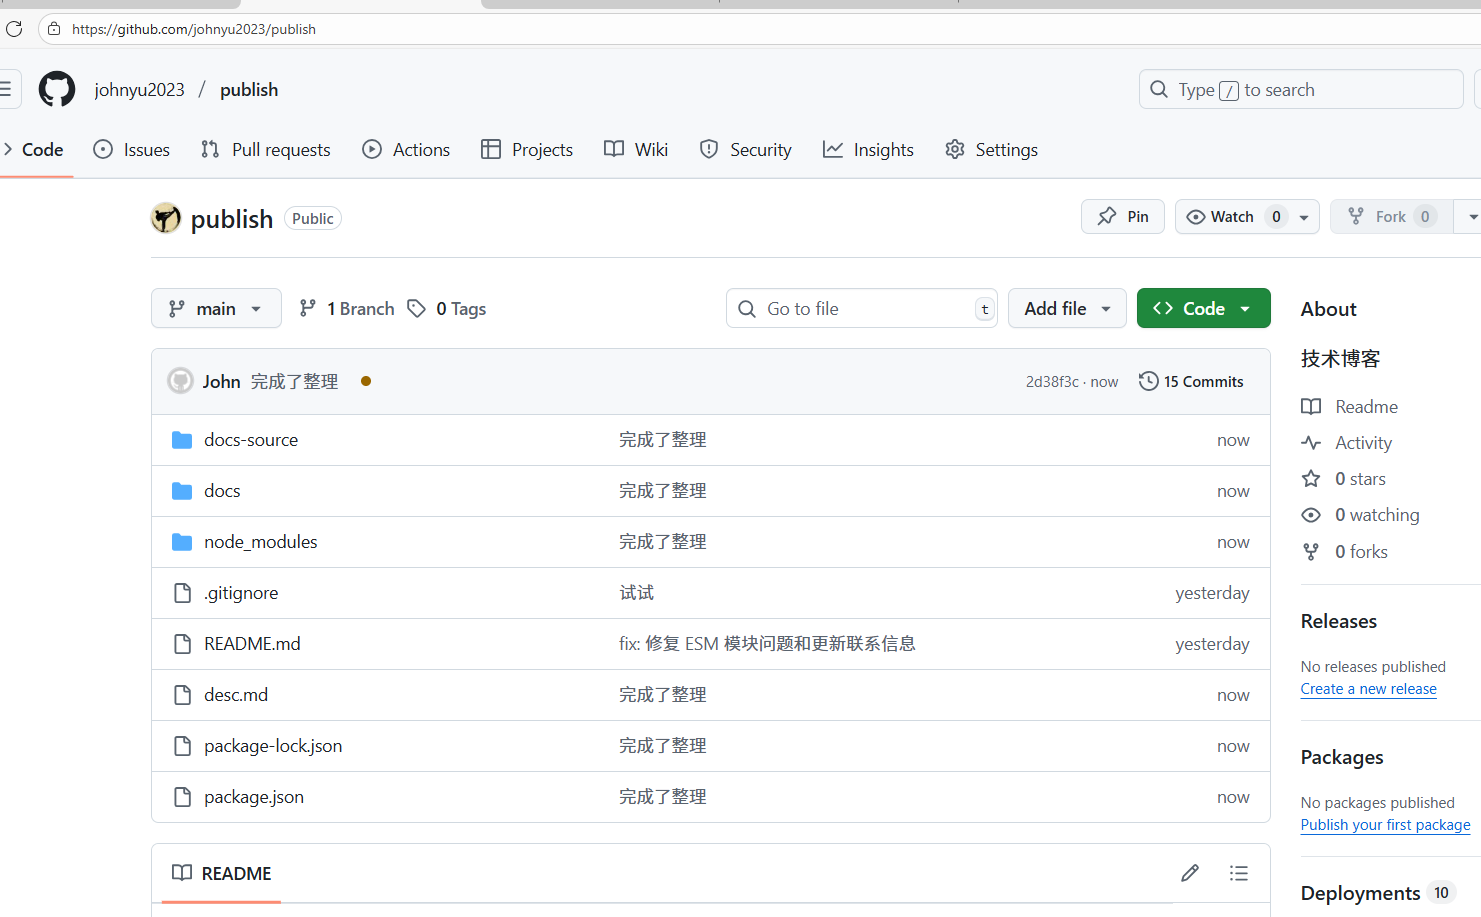 https://github.com/johnyu2023/publish
johnyu2023 / publish
Type / to search
Code Issues Pull requests Actions Projects Wiki Security Insights Settings
publish Public
Pin Watch 0 Fork 0
main 1 Branch 0 Tags Go to file t Add file Code
John 完成了整理 2d38f3c · now 15 Commits
docs-source 完成了整理 now
docs 完成了整理 now
node_modules 完成了整理 now
.gitignore 试试 yesterday
README.md fix: 修复 ESM 模块问题和更新联系信息 yesterday
desc.md 完成了整理 now
package-lock.json 完成了整理 now
package.json 完成了整理 now
README
About
技术博客
Readme
Activity
0 stars
0 watching
0 forks
Releases
No releases published
Create a new release
Packages
No packages published
Publish your first package
Deployments 10